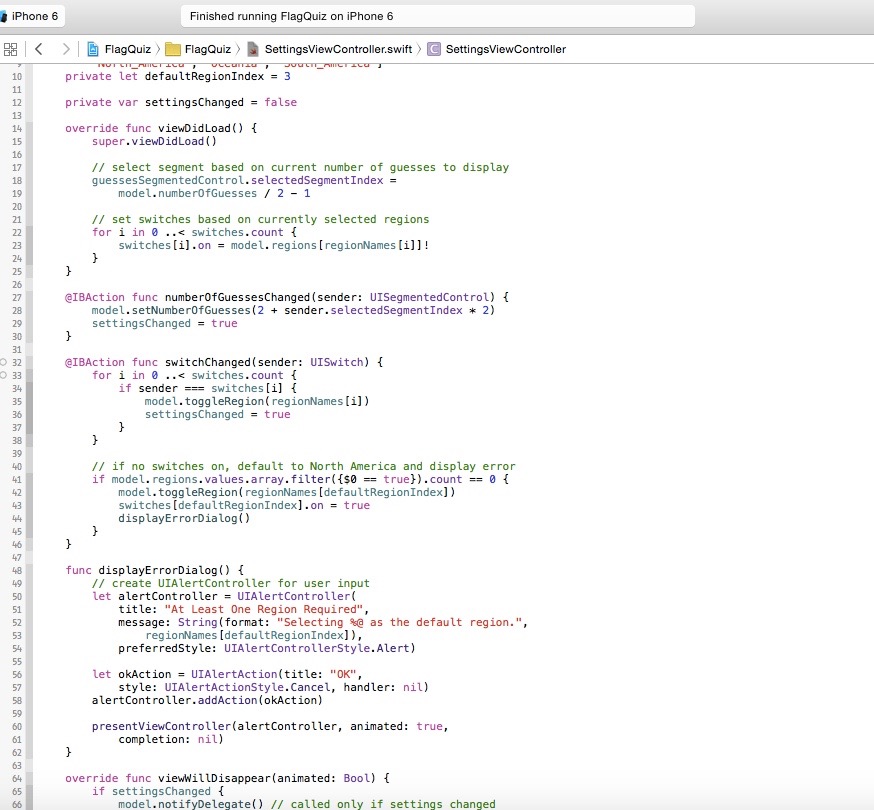 iPhone 6
Finished running FlagQuiz on iPhone 6
FlagQuiz FlagQuiz SettingsViewController.swift C SettingsViewController
9 "North_America", "Oceania", "South_America"]
10 private let defaultRegionIndex = 3
11
12 private var settingsChanged = false
13
14 override func viewDidLoad() {
15 super.viewDidLoad()
16
17 // select segment based on current number of guesses to display
18 guessesSegmentedControl.selectedSegmentIndex =
19 model.numberOfGuesses / 2 - 1
20
21 // set switches based on currently selected regions
22 for i in 0 ..< switches.count {
23 switches[i].on = model.regions[regionNames[i]]!
24 }
25 }
26
27 @IBAction func numberOfGuessesChanged(sender: UISegmentedControl) {
28 model.setNumberOfGuesses(2 + sender.selectedSegmentIndex * 2)
29 settingsChanged = true
30 }
31
32 @IBAction func switchChanged(sender: UISwitch) {
33 for i in 0 ..< switches.count {
34 if sender === switches[i] {
35 model.toggleRegion(regionNames[i])
36 settingsChanged = true
37 }
38 }
39
40 // if no switches on, default to North America and display error
41 if model.regions.values.array.filter({$0 == true}).count == 0 {
42 model.toggleRegion(regionNames[defaultRegionIndex])
43 switches[defaultRegionIndex].on = true
44 displayErrorDialog()
45 }
46 }
47
48 func displayErrorDialog() {
49 // create UIAlertController for user input
50 let alertController = UIAlertController(
51 title: "At Least One Region Required",
52 message: String(format: "Selecting %@ as the default region.",
53 regionNames[defaultRegionIndex]),
54 preferredStyle: UIAlertControllerStyle.Alert)
55
56 let okAction = UIAlertAction(title: "OK",
57 style: UIAlertActionStyle.Cancel, handler: nil)
58 alertController.addAction(okAction)
59
60 presentViewController(alertController, animated: true,
61 completion: nil)
62 }
63
64 override func viewWillDisappear(animated: Bool) {
65 if settingsChanged {
66 model.notifyDelegate() // called only if settings changed